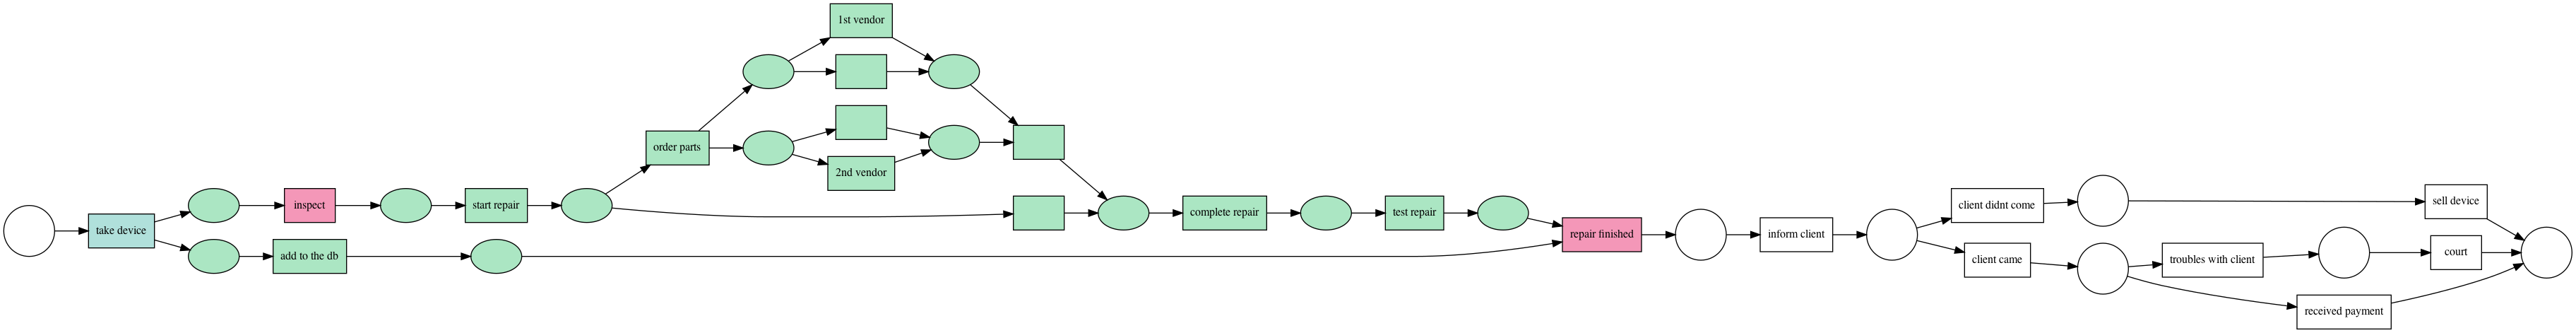 1st vendor
order parts
2nd vendor
inspect
start repair
take device
add to the db
complete repair
test repair
repair finished
inform client
client didnt come
client came
troubles with client
sell device
court
received payment